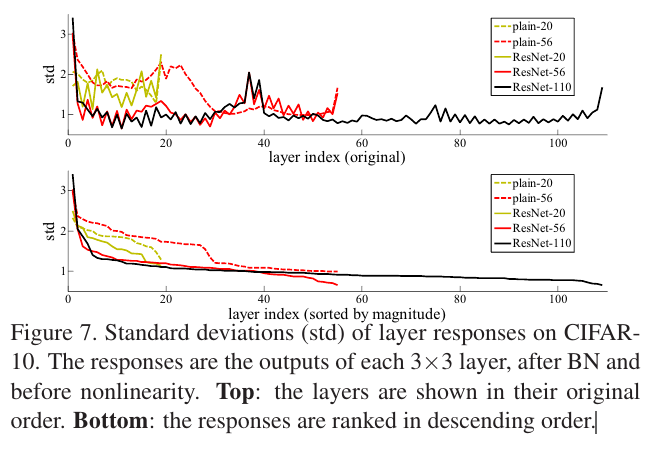 3
2
1
std
plain-20
plain-56
ResNet-20
ResNet-56
ResNet-110
0 20 40 60 80 100
layer index (original)
3
2
1
std
plain-20
plain-56
ResNet-20
ResNet-56
ResNet-110
0 20 40 60 80 100
layer index (sorted by magnitude)
Figure 7. Standard deviations (std) of layer responses on CIFAR-
10. The responses are the outputs of each 3×3 layer, after BN and
before nonlinearity. Top: the layers are shown in their original
order. Bottom: the responses are ranked in descending order.